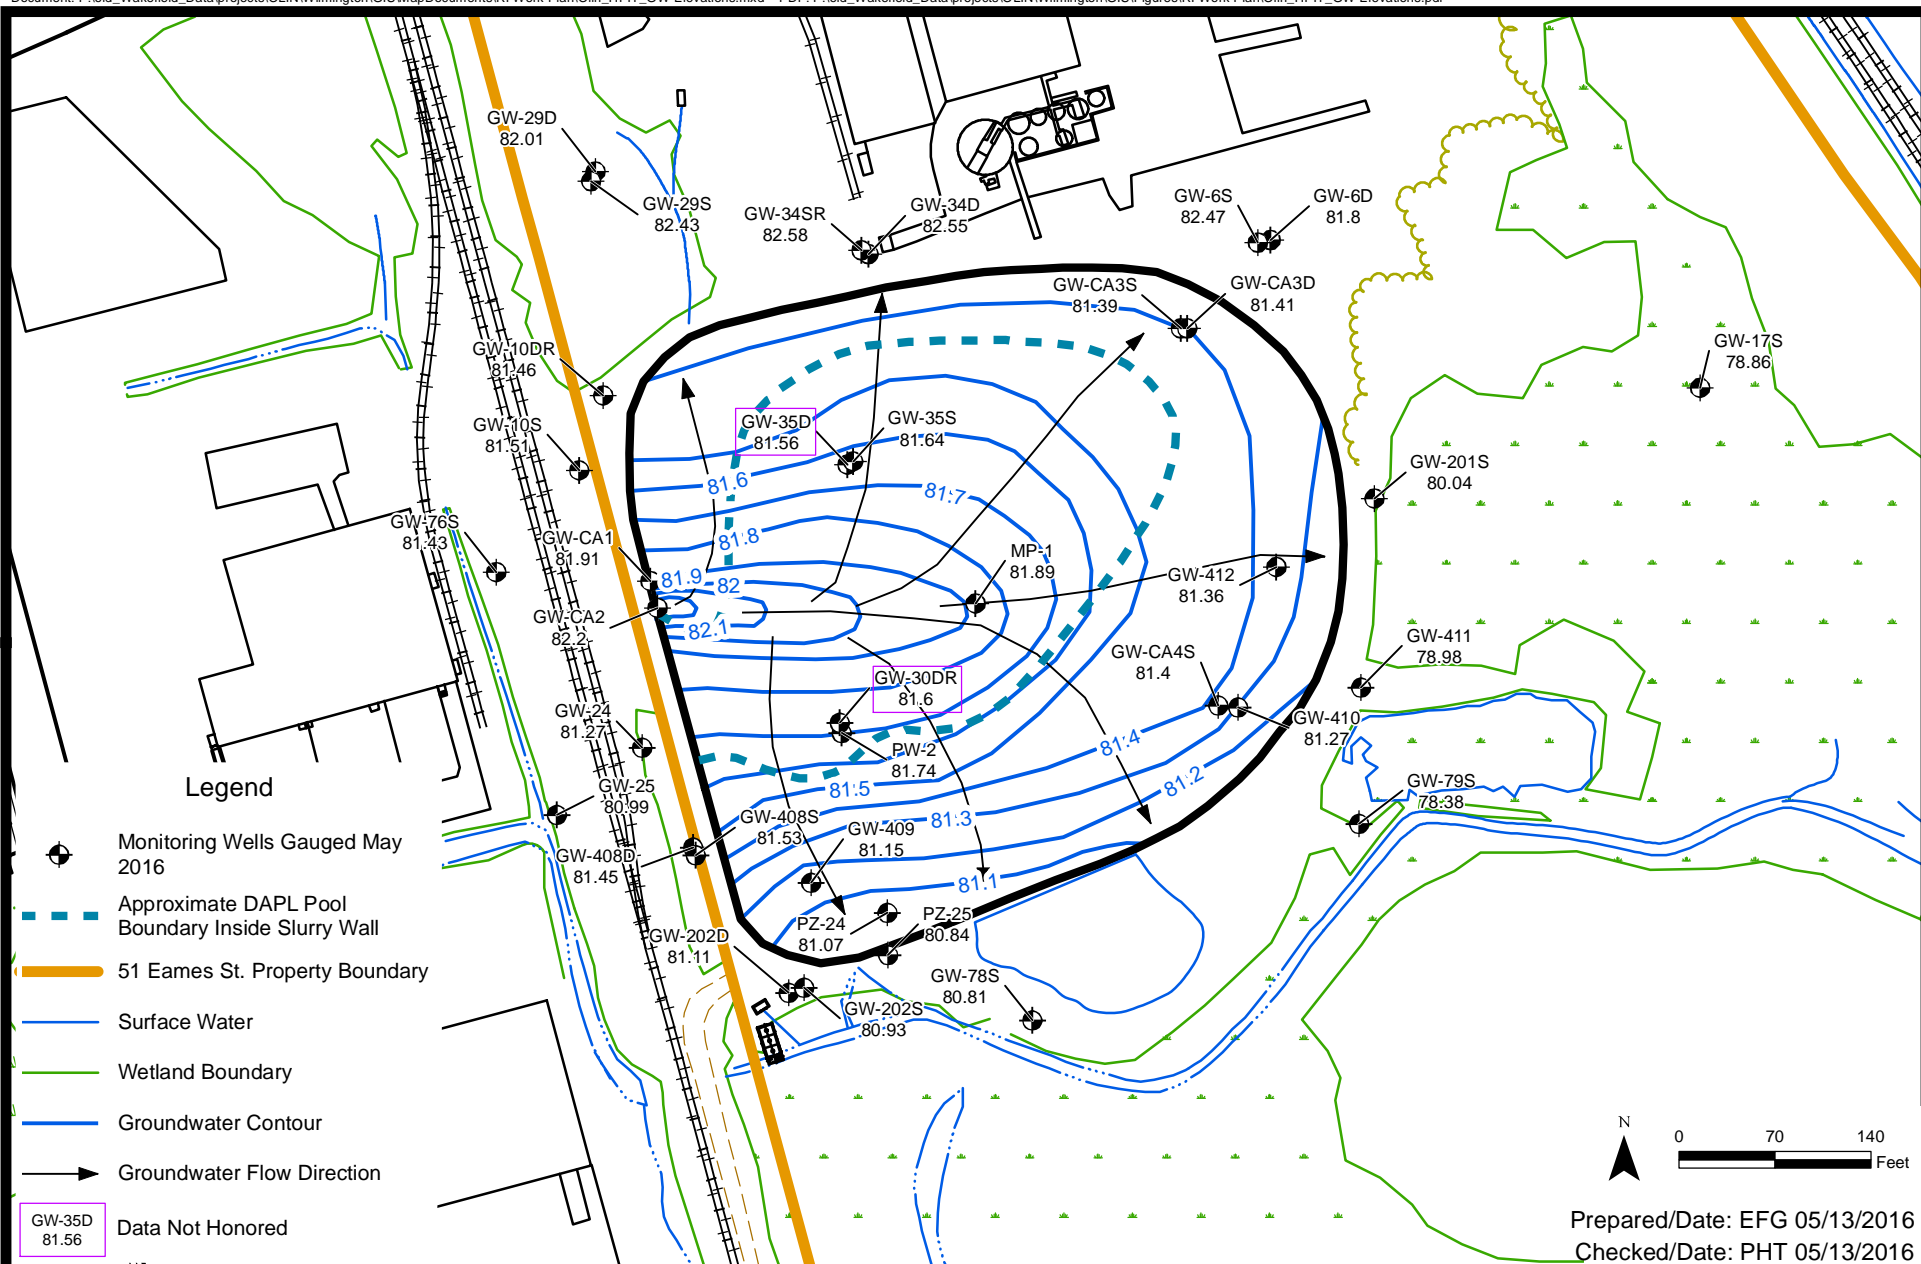 GW-29D
82.01
GW-29S
82.43
GW-34SR
82.58
GW-34D
82.55
GW-6S
82.47
GW-6D
81.8
GW-CA3S
81.39
GW-CA3D
81.41
GW-17S
78.86
GW-10DR
81.46
GW-10S
81.51
GW-35D
81.56
GW-35S
81.64
GW-201S
80.04
81.6
81.7
81.8
GW-76S
81.43
GW-CA1
81.91
MP-1
81.89
GW-412
81.36
81.9
82
82.1
GW-CA2
82.2
GW-CA4S
81.4
GW-411
78.98
GW-30DR
81.6
GW-24
81.27
GW-410
81.27
PW-2
81.74
81.4
81.2
81.5
81.3
81.1
GW-79S
78.38
GW-25
80.99
GW-408S
81.53
GW-409
81.15
GW-408D
81.45
PZ-24
81.07
PZ-25
80.84
GW-202D
81.11
GW-202S
80.93
GW-78S
80.81
Legend
Monitoring Wells Gauged May
2016
Approximate DAPL Pool
Boundary Inside Slurry Wall
51 Eames St. Property Boundary
Surface Water
Wetland Boundary
Groundwater Contour
Groundwater Flow Direction
GW-35D
81.56
Data Not Honored
N
0 70 140
Feet
Prepared/Date: EFG 05/13/2016
Checked/Date: PHT 05/13/2016